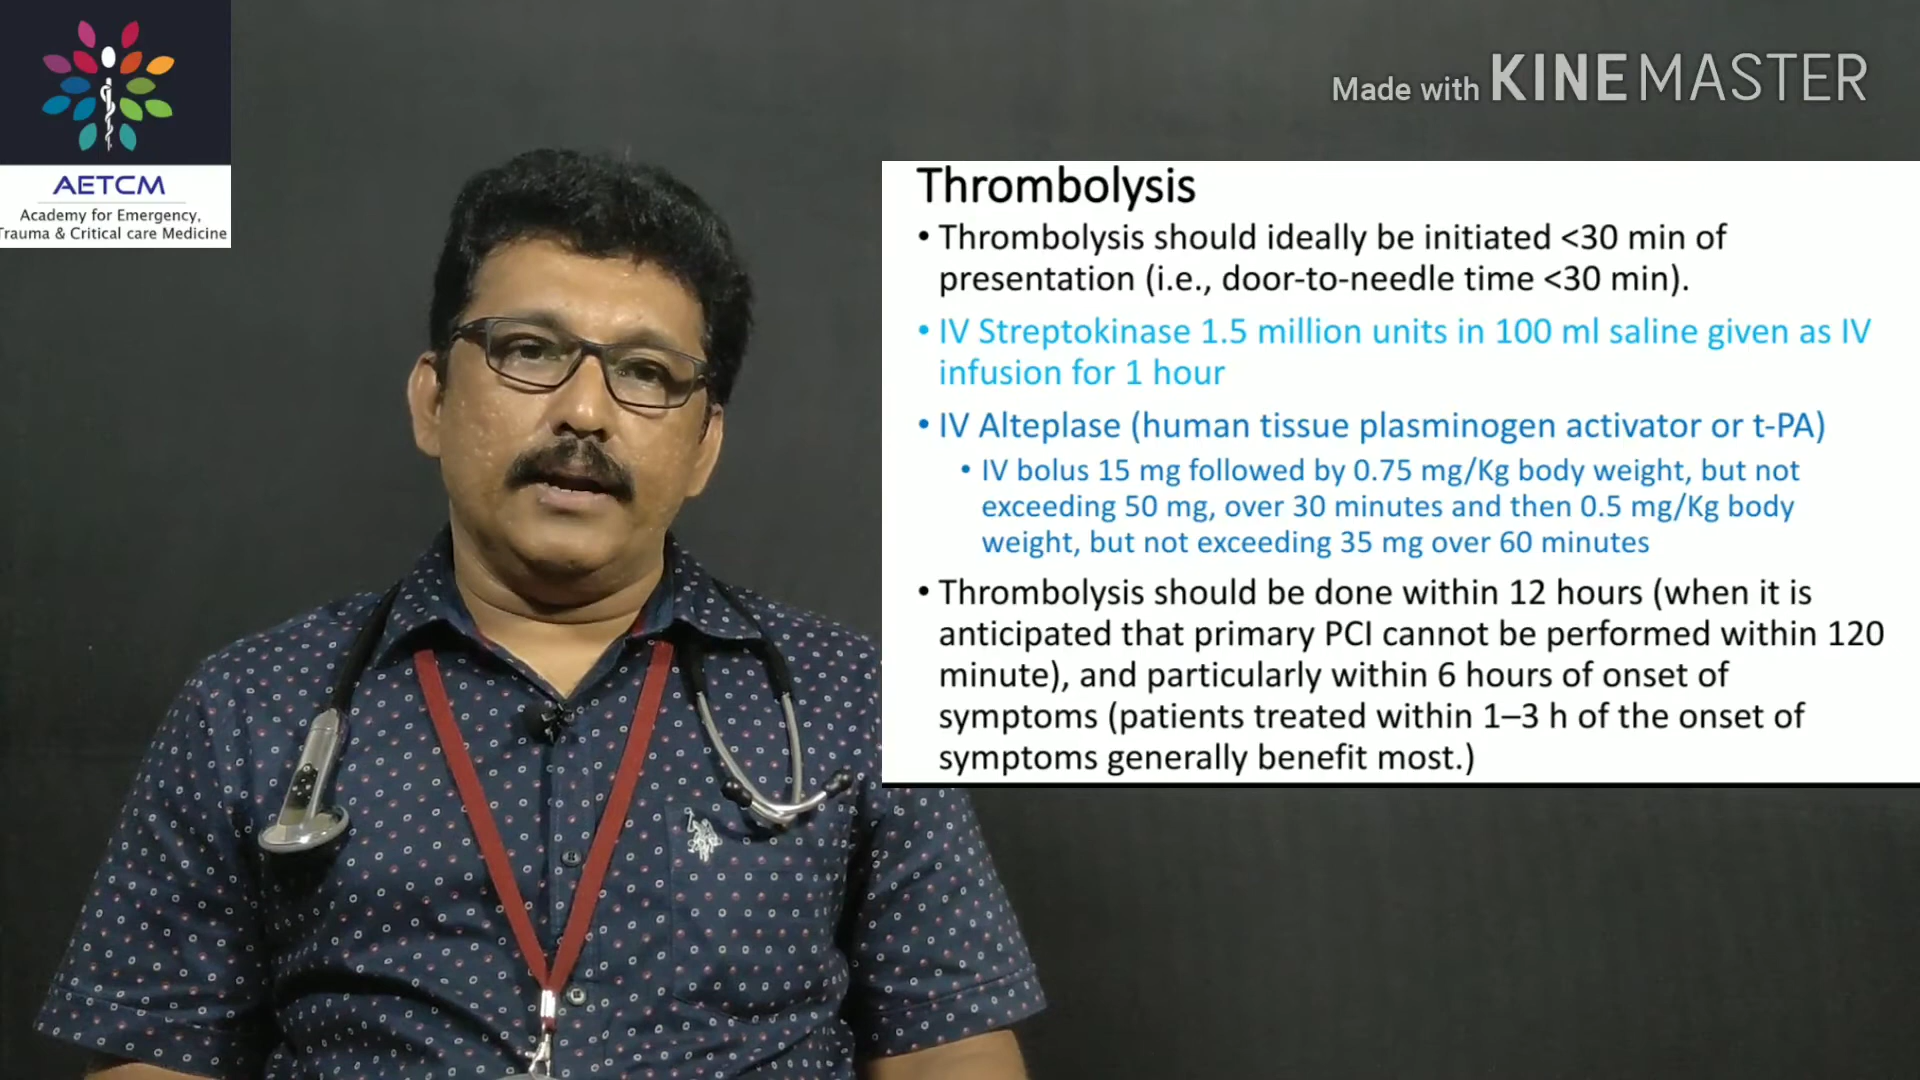 Made with KINEMASTER
AETCM
Academy for Emergency,
Trauma & Critical care Medicine
Thrombolysis
• Thrombolysis should ideally be initiated <30 min of
presentation (i.e., door-to-needle time <30 min).
• IV Streptokinase 1.5 million units in 100 ml saline given as IV
infusion for 1 hour
• IV Alteplase (human tissue plasminogen activator or t-PA)
• IV bolus 15 mg followed by 0.75 mg/Kg body weight, but not
exceeding 50 mg, over 30 minutes and then 0.5 mg/Kg body
weight, but not exceeding 35 mg over 60 minutes
• Thrombolysis should be done within 12 hours (when it is
anticipated that primary PCI cannot be performed within 120
minute), and particularly within 6 hours of onset of
symptoms (patients treated within 1–3 h of the onset of
symptoms generally benefit most.)